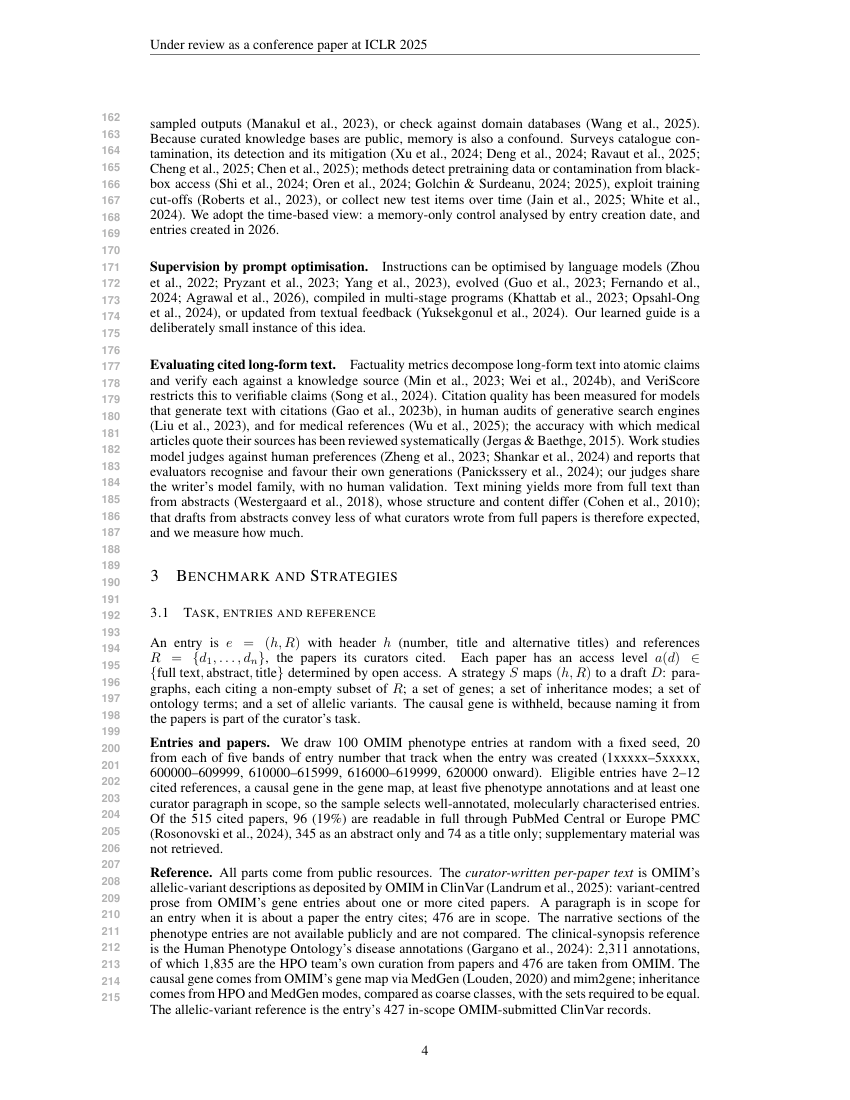 Under review as a conference paper at ICLR 2025
162
163
164
165
166
167
168
169
170
171
172
173
174
175
176
177
178
179
180
181
182
183
184
185
186
187
188
189
190
191
192
193
194
195
196
197
198
199
200
201
202
203
204
205
206
207
208
209
210
211
212
213
214
215
sampled outputs (Manakul et al., 2023), or check against domain databases (Wang et al., 2025).
Because curated knowledge bases are public, memory is also a confound. Surveys catalogue con-
tamination, its detection and its mitigation (Xu et al., 2024; Deng et al., 2024; Ravaut et al., 2025;
Cheng et al., 2025; Chen et al., 2025); methods detect pretraining data or contamination from black-
box access (Shi et al., 2024; Oren et al., 2024; Golchin & Surdeanu, 2024; 2025), exploit training
cut-offs (Roberts et al., 2023), or collect new test items over time (Jain et al., 2025; White et al.,
2024). We adopt the time-based view: a memory-only control analysed by entry creation date, and
entries created in 2026.
Supervision by prompt optimisation. Instructions can be optimised by language models (Zhou
et al., 2022; Pryzant et al., 2023; Yang et al., 2023), evolved (Guo et al., 2023; Fernando et al.,
2024; Agrawal et al., 2026), compiled in multi-stage programs (Khattab et al., 2023; Opsahl-Ong
et al., 2024), or updated from textual feedback (Yuksekgonul et al., 2024). Our learned guide is a
deliberately small instance of this idea.
Evaluating cited long-form text. Factuality metrics decompose long-form text into atomic claims
and verify each against a knowledge source (Min et al., 2023; Wei et al., 2024b), and VeriScore
restricts this to verifiable claims (Song et al., 2024). Citation quality has been measured for models
that generate text with citations (Gao et al., 2023b), in human audits of generative search engines
(Liu et al., 2023), and for medical references (Wu et al., 2025); the accuracy with which medical
articles quote their sources has been reviewed systematically (Jergas & Baethge, 2015). Work studies
model judges against human preferences (Zheng et al., 2023; Shankar et al., 2024) and reports that
evaluators recognise and favour their own generations (Panickssery et al., 2024); our judges share
the writer's model family, with no human validation. Text mining yields more from full text than
from abstracts (Westergaard et al., 2018), whose structure and content differ (Cohen et al., 2010);
that drafts from abstracts convey less of what curators wrote from full papers is therefore expected,
and we measure how much.
3 BENCHMARK AND STRATEGIES
3.1 TASK, ENTRIES AND REFERENCE
An entry is e = (h, R) with header h (number, title and alternative titles) and references
R = {d₁, . . . , dₙ}, the papers its curators cited. Each paper has an access level a(d) ∈
{full text, abstract, title} determined by open access. A strategy S maps (h, R) to a draft D: para-
graphs, each citing a non-empty subset of R; a set of genes; a set of inheritance modes; a set of
ontology terms; and a set of allelic variants. The causal gene is withheld, because naming it from
the papers is part of the curator's task.
Entries and papers. We draw 100 OMIM phenotype entries at random with a fixed seed, 20
from each of five bands of entry number that track when the entry was created (1xxxxx–5xxxxx,
600000–609999, 610000–615999, 616000–619999, 620000 onward). Eligible entries have 2–12
cited references, a causal gene in the gene map, at least five phenotype annotations and at least one
curator paragraph in scope, so the sample selects well-annotated, molecularly characterised entries.
Of the 515 cited papers, 96 (19%) are readable in full through PubMed Central or Europe PMC
(Rosonovski et al., 2024), 345 as an abstract only and 74 as a title only; supplementary material was
not retrieved.
Reference. All parts come from public resources. The curator-written per-paper text is OMIM's
allelic-variant descriptions as deposited by OMIM in ClinVar (Landrum et al., 2025): variant-centred
prose from OMIM's gene entries about one or more cited papers. A paragraph is in scope for
an entry when it is about a paper the entry cites; 476 are in scope. The narrative sections of the
phenotype entries are not available publicly and are not compared. The clinical-synopsis reference
is the Human Phenotype Ontology's disease annotations (Gargano et al., 2024): 2,311 annotations,
of which 1,835 are the HPO team's own curation from papers and 476 are taken from OMIM. The
causal gene comes from OMIM's gene map via MedGen (Louden, 2020) and mim2gene; inheritance
comes from HPO and MedGen modes, compared as coarse classes, with the sets required to be equal.
The allelic-variant reference is the entry's 427 in-scope OMIM-submitted ClinVar records.
4